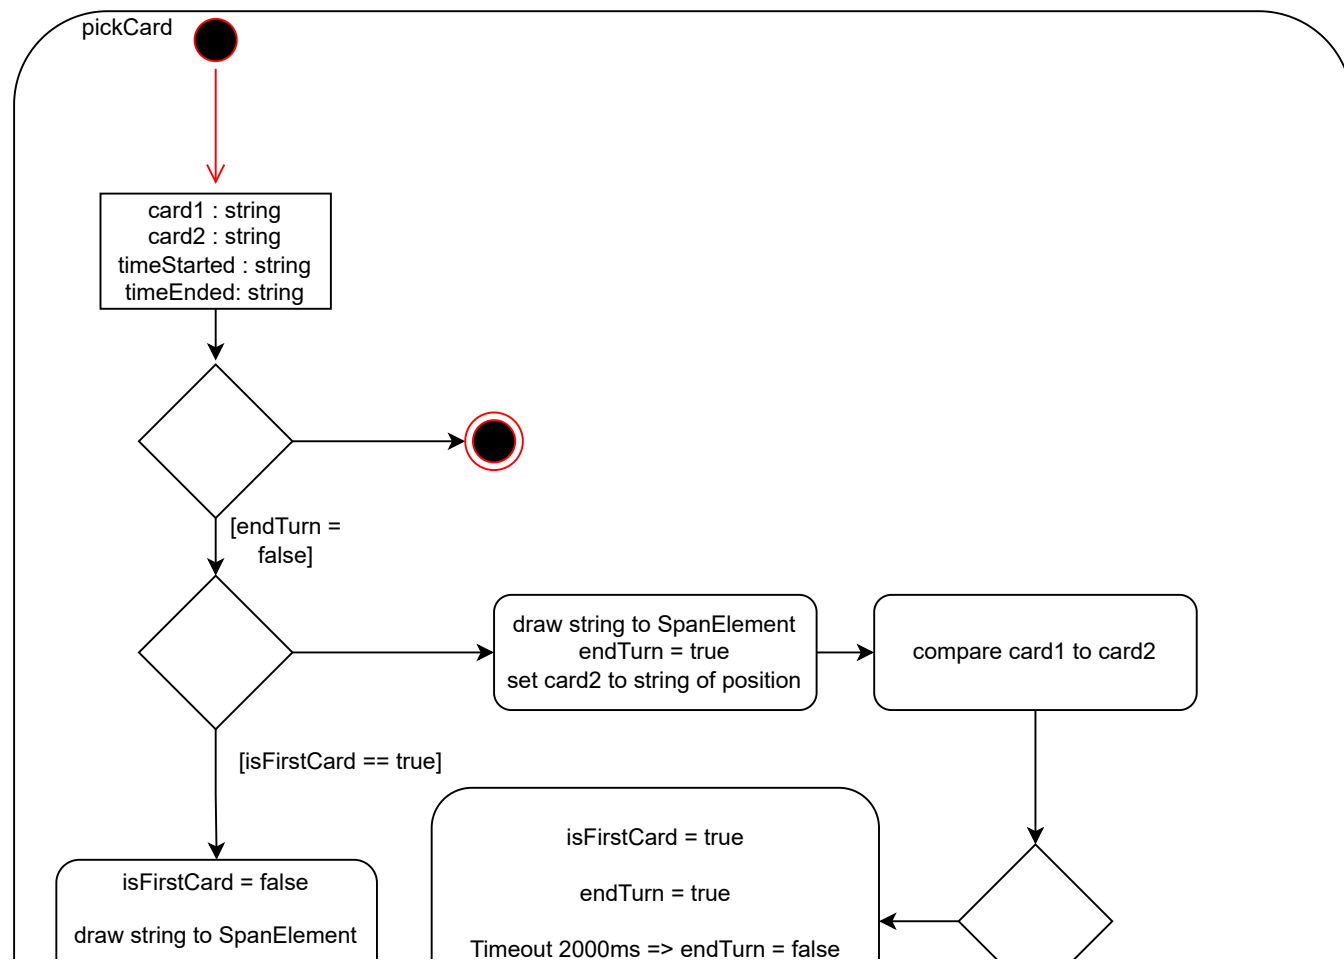 pickCard
card1 : string
card2 : string
timeStarted : string
timeEnded: string
[endTurn =
false]
draw string to SpanElement
endTurn = true
set card2 to string of position
compare card1 to card2
[isFirstCard == true]
isFirstCard = true
endTurn = true
Timeout 2000ms => endTurn = false
isFirstCard = false
draw string to SpanElement